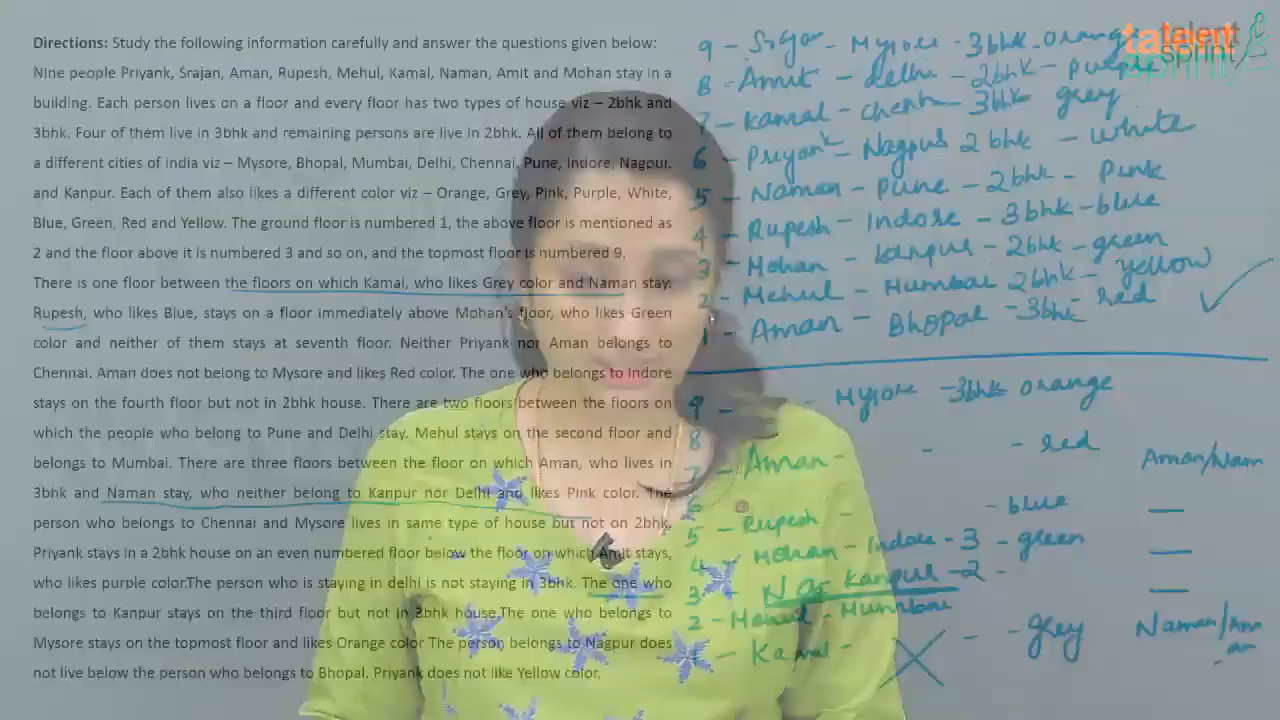 Directions: Study the following information carefully and answer the questions given below:
Nine people Priyank, Srajan, Aman, Rupesh, Mehul, Kamal, Naman, Amit and Mohan stay in a
building. Each person lives on a floor and every floor has two types of house viz – 2bhk and
3bhk. Four of them live in 3bhk and remaining persons are live in 2bhk. All of them belong to
a different cities of india viz – Mysore, Bhopal, Mumbai, Delhi, Chennai, Pune, Indore, Nagpur.
and Kanpur. Each of them also likes a different color viz – Orange, Grey, Pink, Purple, White,
Blue, Green, Red and Yellow. The ground floor is numbered 1, the above floor is mentioned as
2 and the floor above it is numbered 3 and so on, and the topmost floor is numbered 9.
There is one floor between the floors on which Kamal, who likes Grey color and Naman stay.
Rupesh, who likes Blue, stays on a floor immediately above Mohan's floor, who likes Green
color and neither of them stays at seventh floor. Neither Priyank nor Aman belongs to
Chennai. Aman does not belong to Mysore and likes Red color. The one who belongs to Indore
stays on the fourth floor but not in 2bhk house. There are two floors between the floors on
which the people who belong to Pune and Delhi stay. Mehul stays on the second floor and
belongs to Mumbai. There are three floors between the floor on which Aman, who lives in
3bhk and Naman stay, who neither belong to Kanpur nor Delhi and likes Pink color. The
person who belongs to Chennai and Mysore lives in same type of house but not on 2bhk.
Priyank stays in a 2bhk house on an even numbered floor below the floor on which Amit stays,
who likes purple color.The person who is staying in delhi is not staying in 3bhk. The one who
belongs to Kanpur stays on the third floor but not in 3bhk house.The one who belongs to
Mysore stays on the topmost floor and likes Orange color The person belongs to Nagpur does
not live below the person who belongs to Bhopal. Priyank does not like Yellow color.
talent
sprint
9 - Srajan - Mysore - 3bhk - orange
8 - Amit - delhi - 2bhk - purple
7 - Kamal - chenn - 3bhk grey
6 - Priyank - Nagpur 2bhk - white
5 - Naman - Pune - 2bhk - Pink
4 - Rupesh - Indore - 3bhk - blue
3 - Mohan - Kanpur - 2bhk - green
2 - Mehul - Mumbai 2bhk - Yellow
1 - Aman - Bhopal - 3bhk red
9 - - Mysore - 3bhk orange
8
7 - Aman - - - red Aman/Nam
6
5 - Rupesh - - blue —
4 - Mohan - Indore - 3 - green —
3 - Kanpur - 2 - —
2 - Mehul - Mumbai
1 - Kamal - - - grey Naman/Am
an